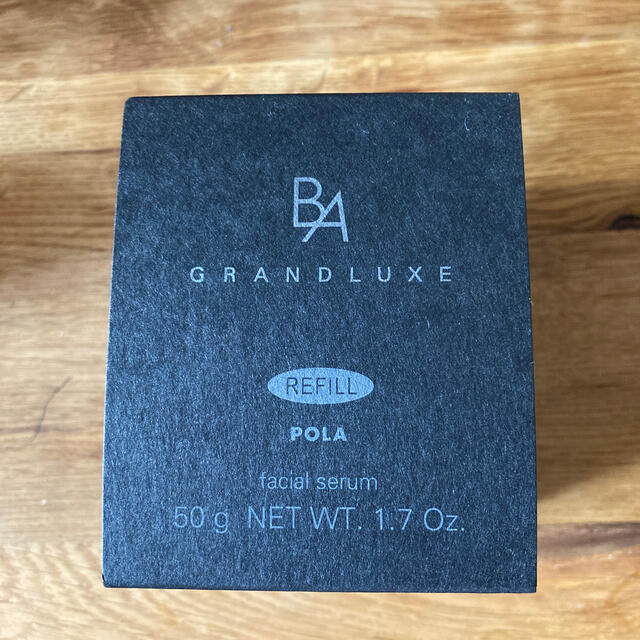 BA
GRANDLUXE
REFILL
POLA
facial serum
50 g NET WT. 1.7 Oz.